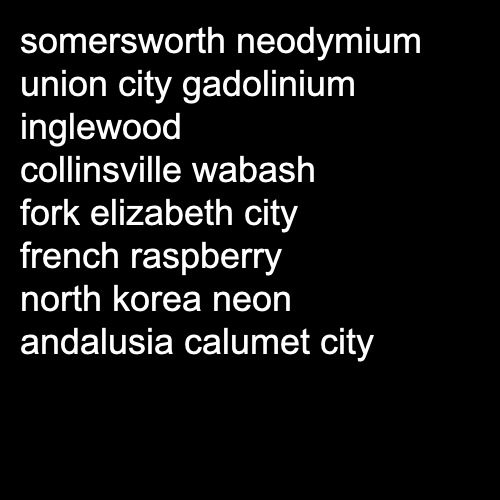 somersworth neodymium
union city gadolinium
inglewood
collinsville wabash
fork elizabeth city
french raspberry
north korea neon
andalusia calumet city